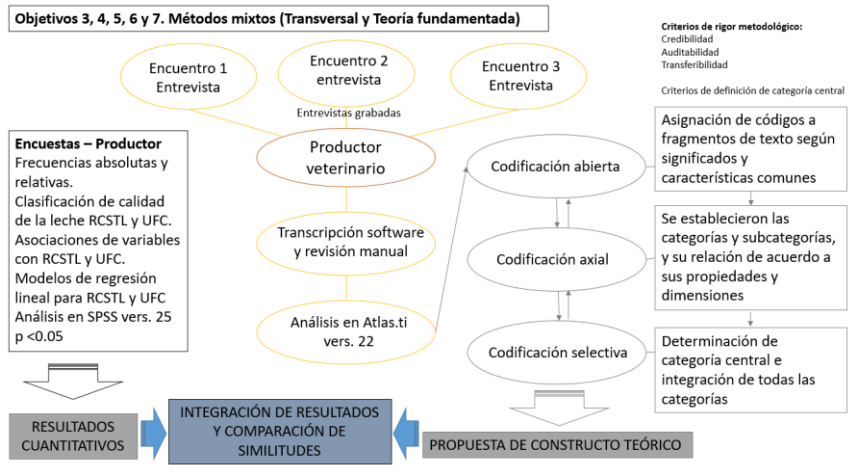 Objetivos 3, 4, 5, 6 y 7. Métodos mixtos (Transversal y Teoría fundamentada)
Criterios de rigor metodológico:
Credibilidad
Auditabilidad
Transferibilidad
Criterios de definición de categoría central
Encuentro 1
Entrevista
Encuentro 2
entrevista
Encuentro 3
Entrevista
Entrevistas grabadas
Productor
veterinario
Transcripción software
y revisión manual
Análisis en Atlas.ti
vers. 22
Encuestas – Productor
Frecuencias absolutas y
relativas.
Clasificación de calidad
de la leche RCSTL y UFC.
Asociaciones de variables
con RCSTL y UFC.
Modelos de regresión
lineal para RCSTL y UFC
Análisis en SPSS vers. 25
p <0.05
Codificación abierta
Codificación axial
Codificación selectiva
Asignación de códigos a
fragmentos de texto según
significados y
características comunes
Se establecieron las
categorías y subcategorías,
y su relación de acuerdo a
sus propiedades y
dimensiones
Determinación de
categoría central e
integración de todas las
categorías
RESULTADOS
CUANTITATIVOS
INTEGRACIÓN DE RESULTADOS
Y COMPARACIÓN DE
SIMILITUDES
PROPUESTA DE CONSTRUCTO TEÓRICO